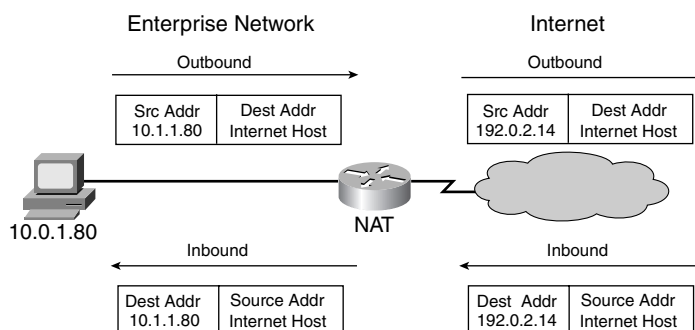 Enterprise Network
Internet
Outbound
Outbound
Src Addr
10.1.1.80
Dest Addr
Internet Host
Src Addr
192.0.2.14
Dest Addr
Internet Host
10.0.1.80
NAT
Inbound
Inbound
Dest Addr
10.1.1.80
Source Addr
Internet Host
Dest Addr
192.0.2.14
Source Addr
Internet Host